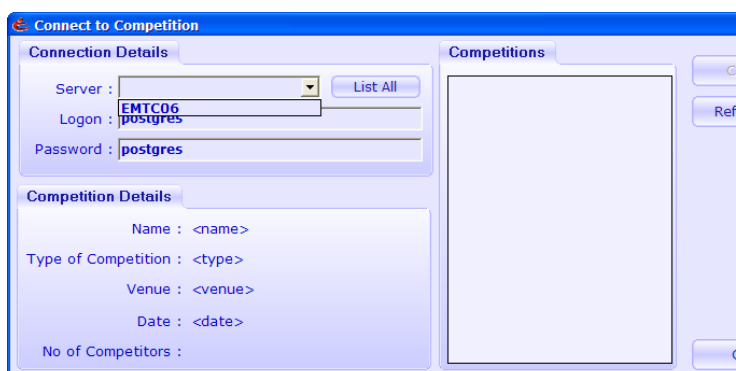 Connect to Competition
Connection Details
Server :
List All
EMTC06
Logon : postgres
Password : postgres
Competition Details
Name : <name>
Type of Competition : <type>
Venue : <venue>
Date : <date>
No of Competitors :
Competitions
Ref